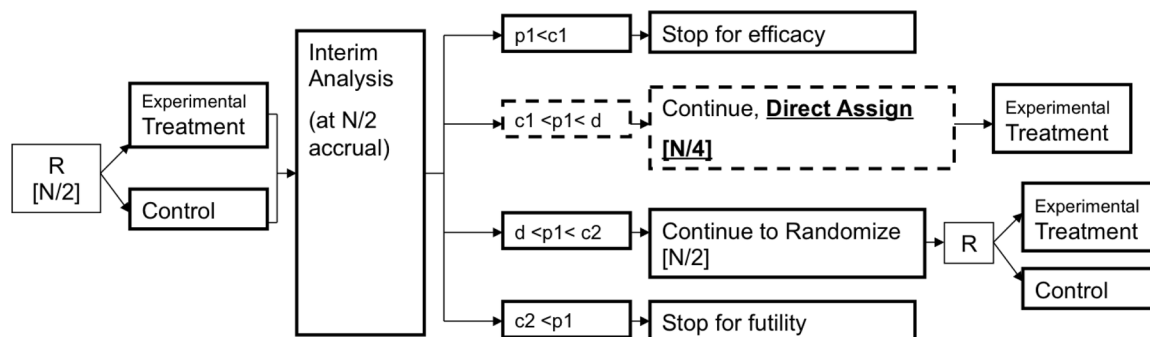 R
[N/2]
Experimental
Treatment
Control
Interim
Analysis
(at N/2
accrual)
p1<c1
Stop for efficacy
c1 <p1< d
Continue, Direct Assign
[N/4]
Experimental
Treatment
d <p1< c2
Continue to Randomize
[N/2]
R
Experimental
Treatment
Control
c2 <p1
Stop for futility